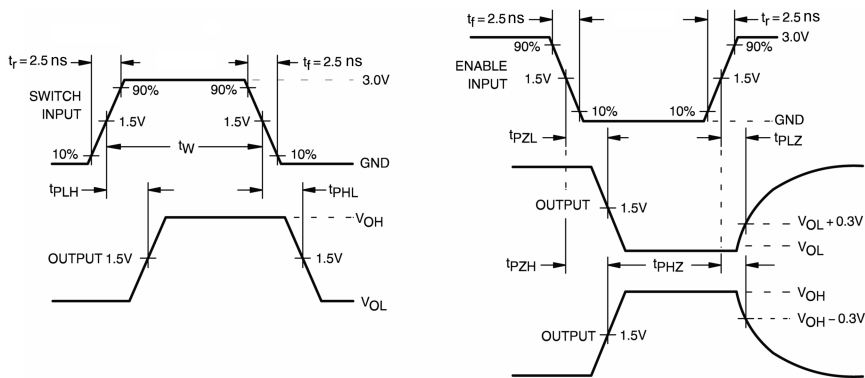 tr = 2.5 ns
tf = 2.5 ns
SWITCH
INPUT
90%
90%
3.0V
1.5V
1.5V
tW
10%
10%
GND
tPLH
tPHL
VOH
OUTPUT 1.5V
1.5V
VOL
tf = 2.5 ns
tr = 2.5 ns
3.0V
90%
90%
ENABLE
INPUT
1.5V
1.5V
10%
10%
GND
tPZL
tPLZ
OUTPUT
1.5V
VOL + 0.3V
VOL
tPZH
tPHZ
VOH
VOH – 0.3V
OUTPUT
1.5V